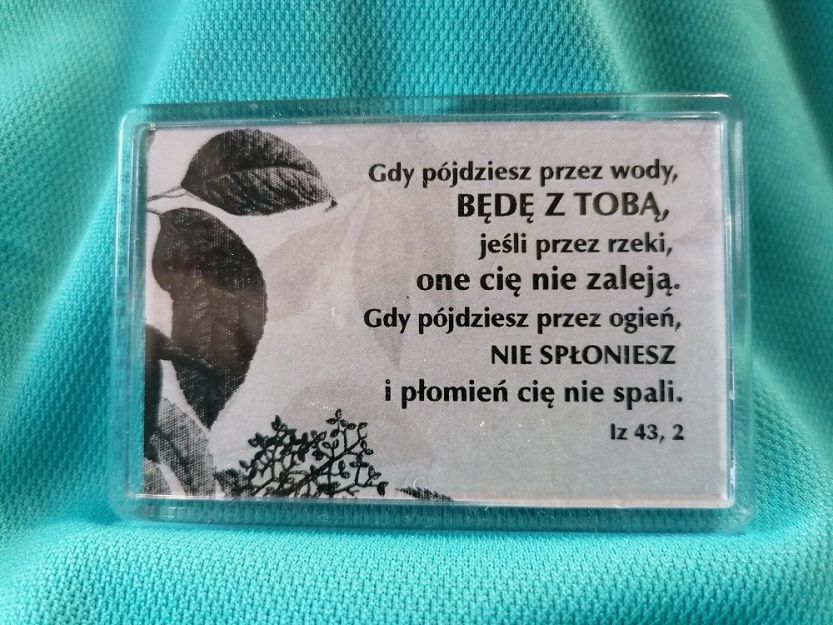 Gdy pójdziesz przez wody,
BĘDĘ Z TOBĄ,
jeśli przez rzeki,
one cię nie zaleją.
Gdy pójdziesz przez ogień,
NIE SPŁONIESZ
i płomień cię nie spali.
Iz 43, 2